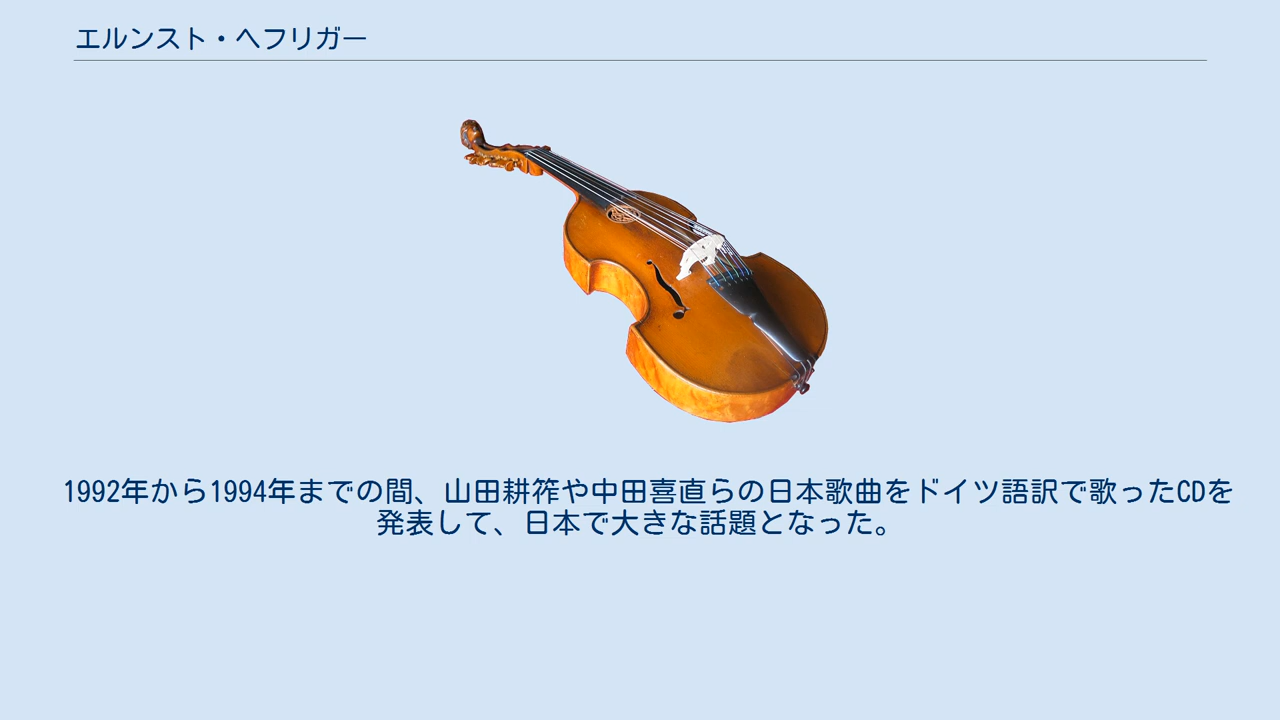 エルンスト・ヘフリガー
1992年から1994年までの間、山田耕筰や中田喜直らの日本歌曲をドイツ語訳で歌ったCDを
発表して、日本で大きな話題となった。